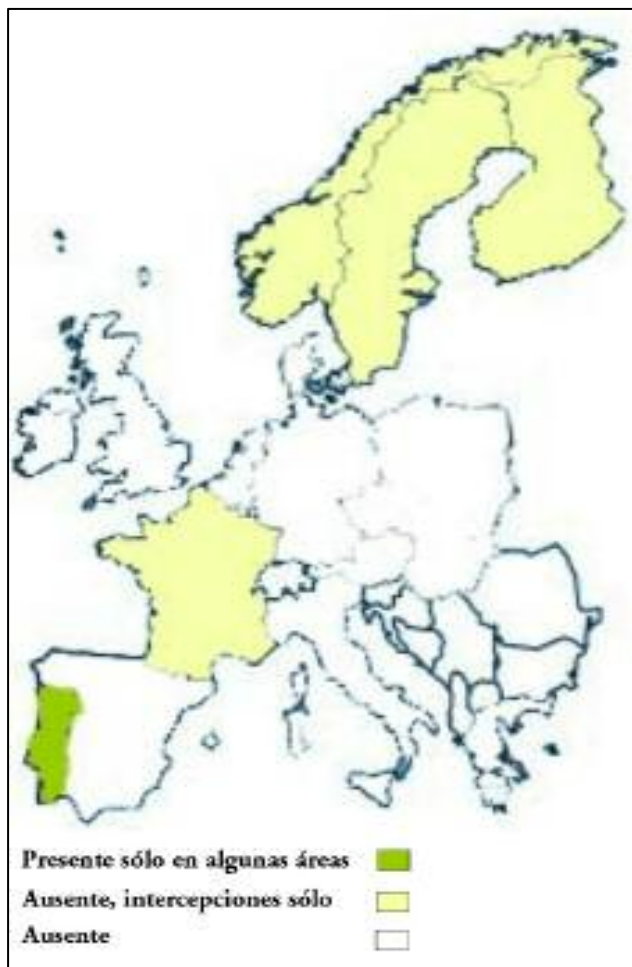 Presente sólo en algunas áreas
Ausente, intercepciones sólo
Ausente